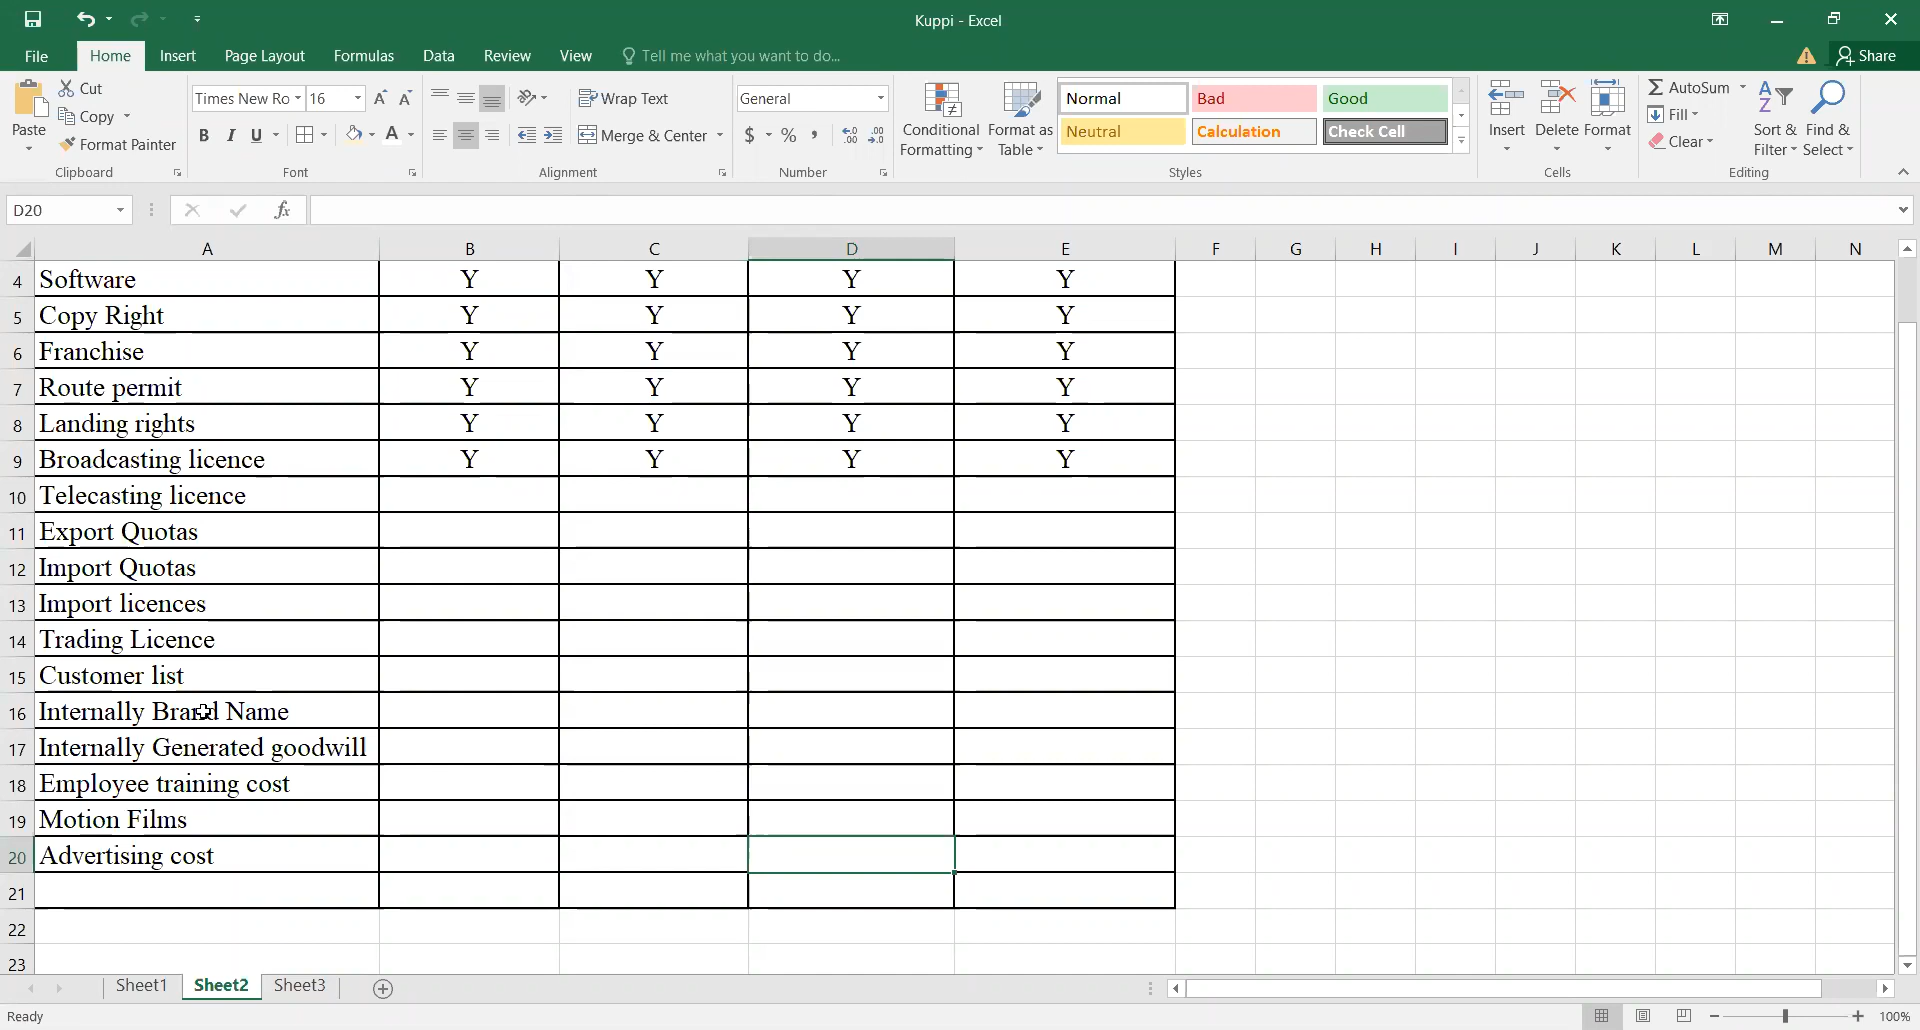 Kuppi - Excel
File Home Insert Page Layout Formulas Data Review View Tell me what you want to do... Share
Paste
Cut
Copy
Format Painter
Clipboard
Times New Ro 16
B I U A
Font
Wrap Text
Merge & Center
Alignment
General
$ % ,
Number
Conditional Formatting
Format as Table
Normal Bad Good
Neutral Calculation Check Cell
Styles
Insert Delete Format
Cells
AutoSum
Fill
Clear
Sort & Filter
Find & Select
Editing
D20 fx
A B C D E F G H I J K L M N
4 Software Y Y Y Y
5 Copy Right Y Y Y Y
6 Franchise Y Y Y Y
7 Route permit Y Y Y Y
8 Landing rights Y Y Y Y
9 Broadcasting licence Y Y Y Y
10 Telecasting licence
11 Export Quotas
12 Import Quotas
13 Import licences
14 Trading Licence
15 Customer list
16 Internally Brand Name
17 Internally Generated goodwill
18 Employee training cost
19 Motion Films
20 Advertising cost
21
22
23
Sheet1 Sheet2 Sheet3
Ready 100%